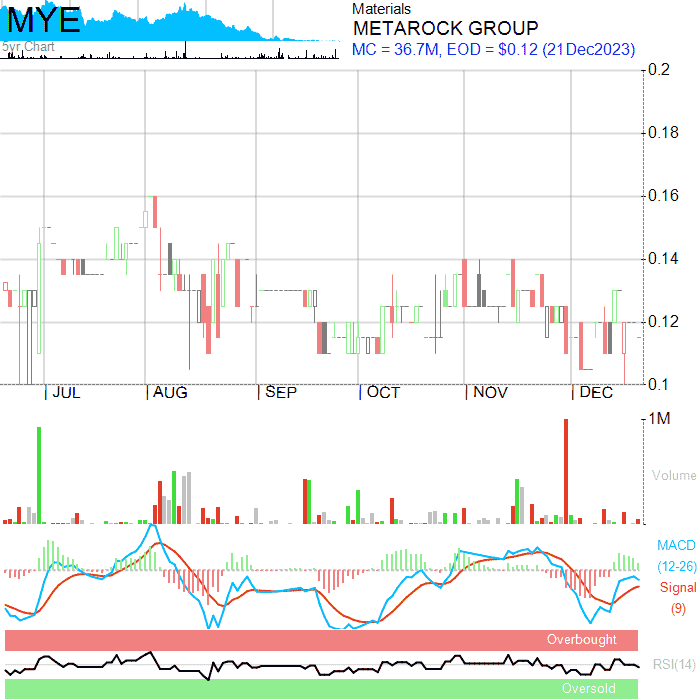 MYE
5yr Chart
Materials
METAROCK GROUP
MC = 36.7M, EOD = $0.12 (21Dec2023)
0.2
0.18
0.16
0.14
0.12
0.1
JUL AUG SEP OCT NOV DEC
1M
Volume
MACD
(12-26)
Signal
(9)
Overbought
RSI(14)
Oversold